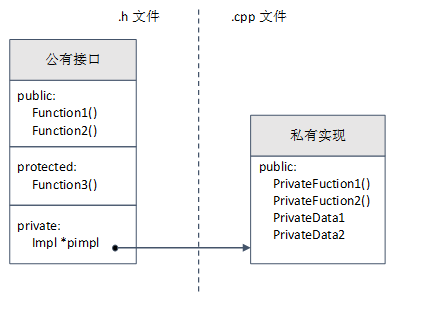 .h 文件
.cpp 文件
公有接口
public:
Function1()
Function2()
protected:
Function3()
private:
Impl *pimpl
私有实现
public:
PrivateFuction1()
PrivateFuction2()
PrivateData1
PrivateData2